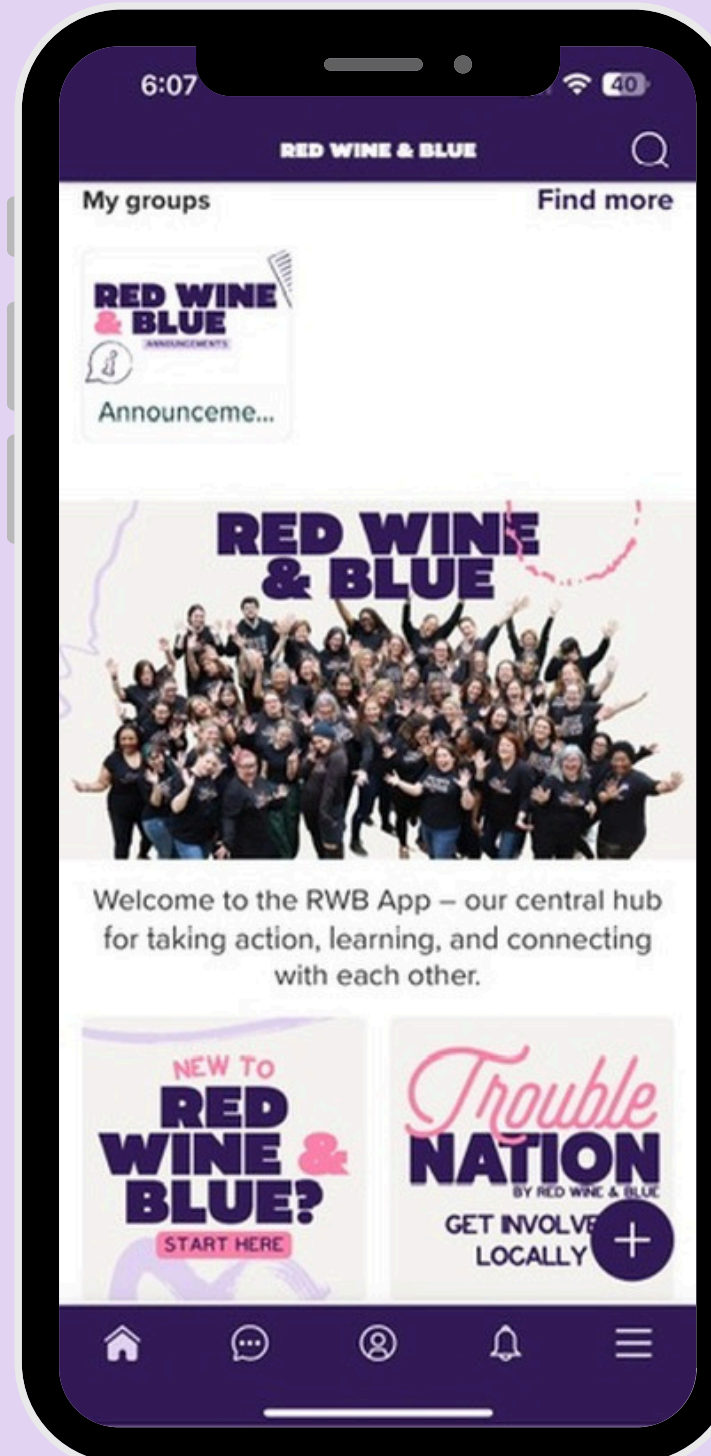 6:07
40
RED WINE & BLUE
My groups
Find more
RED WINE
& BLUE
ANNOUNCEMENTS
i
Announceme...
RED WINE
& BLUE
Welcome to the RWB App – our central hub
for taking action, learning, and connecting
with each other.
NEW TO
RED
WINE &
BLUE?
START HERE
Trouble
NATION
BY RED WINE & BLUE
GET INVOLVE
LOCALLY